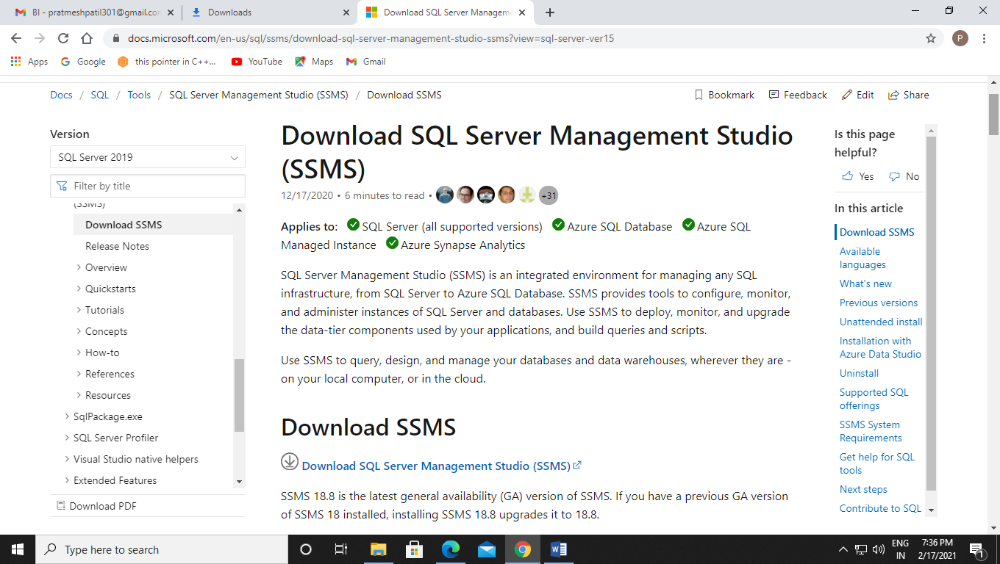 BI - pratmeshpatil301@gmail.cor
Downloads
Download SQL Server Managem
docs.microsoft.com/en-us/sql/ssms/download-sql-server-management-studio-ssms?view=sql-server-ver15
P
Apps
Google
this pointer in C++...
YouTube
Maps
Gmail
Docs / SQL / Tools / SQL Server Management Studio (SSMS) / Download SSMS
Bookmark
Feedback
Edit
Share
Version
SQL Server 2019
Filter by title
(SSMS)
Download SSMS
Release Notes
Overview
Quickstarts
Tutorials
Concepts
How-to
References
Resources
SqlPackage.exe
SQL Server Profiler
Visual Studio native helpers
Extended Features
Download PDF
Download SQL Server Management Studio
(SSMS)
12/17/2020 • 6 minutes to read •
+31
Applies to: SQL Server (all supported versions) Azure SQL Database Azure SQL
Managed Instance Azure Synapse Analytics
SQL Server Management Studio (SSMS) is an integrated environment for managing any SQL
infrastructure, from SQL Server to Azure SQL Database. SSMS provides tools to configure, monitor,
and administer instances of SQL Server and databases. Use SSMS to deploy, monitor, and upgrade
the data-tier components used by your applications, and build queries and scripts.
Use SSMS to query, design, and manage your databases and data warehouses, wherever they are -
on your local computer, or in the cloud.
Download SSMS
Download SQL Server Management Studio (SSMS)
SSMS 18.8 is the latest general availability (GA) version of SSMS. If you have a previous GA version
of SSMS 18 installed, installing SSMS 18.8 upgrades it to 18.8.
Is this page
helpful?
Yes
No
In this article
Download SSMS
Available
languages
What's new
Previous versions
Unattended install
Installation with
Azure Data Studio
Uninstall
Supported SQL
offerings
SSMS System
Requirements
Get help for SQL
tools
Next steps
Contribute to SQL
Type here to search
ENG
IN
7:36 PM
2/17/2021
1